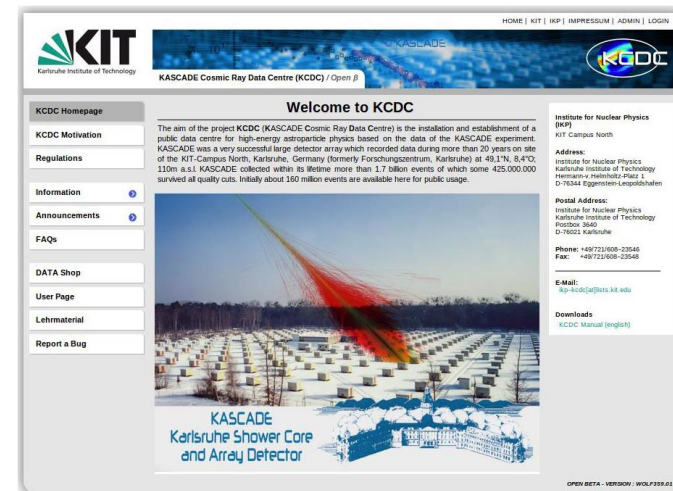 HOME | KIT | IKP | IMPRESSUM | ADMIN | LOGIN
KIT
Karlsruhe Institute of Technology
KASCADE
KASCADE Cosmic Ray Data Centre (KCDC) / Open β
KCDC
KCDC Homepage
KCDC Motivation
Regulations
Information
Announcements
FAQs
DATA Shop
User Page
Lehrmaterial
Report a Bug
Welcome to KCDC
The aim of the project KCDC (KASCADE Cosmic Ray Data Centre) is the installation and establishment of a
public data centre for high-energy astroparticle physics based on the data of the KASCADE experiment.
KASCADE was a very successful large detector array which recorded data during more than 20 years on site
of the KIT-Campus North, Karlsruhe, Germany (formerly Forschungszentrum, Karlsruhe) at 49,1°N, 8,4°O;
110m a.s.l. KASCADE collected within its lifetime more than 1.7 billion events of which some 425.000.000
survived all quality cuts. Initially about 160 million events are available here for public usage.
KASCADE
Karlsruhe Shower Core
and Array Detector
Institute for Nuclear Physics
(IKP)
KIT Campus North
Address:
Institute for Nuclear Physics
Karlsruhe Institute of Technology
Hermann-v.Helmholtz-Platz 1
D-76344 Eggenstein-Leopoldshafen
Postal Address:
Institute for Nuclear Physics
Karlsruhe Institute of Technology
Postbox 3640
D-76021 Karlsruhe
Phone: +49/721/608-23546
Fax: +49/721/608-23548
E-Mail:
ikp-kcdc[at]lists.kit.edu
Downloads
KCDC Manual (english)
OPEN BETA - VERSION : WOLF359.01